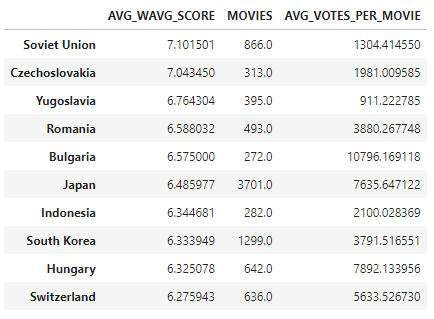 AVG_WAVG_SCORE MOVIES AVG_VOTES_PER_MOVIE
Soviet Union 7.101501 866.0 1304.414550
Czechoslovakia 7.043450 313.0 1981.009585
Yugoslavia 6.764304 395.0 911.222785
Romania 6.588032 493.0 3880.267748
Bulgaria 6.575000 272.0 10796.169118
Japan 6.485977 3701.0 7635.647122
Indonesia 6.344681 282.0 2100.028369
South Korea 6.333949 1299.0 3791.516551
Hungary 6.325078 642.0 7892.133956
Switzerland 6.275943 636.0 5633.526730